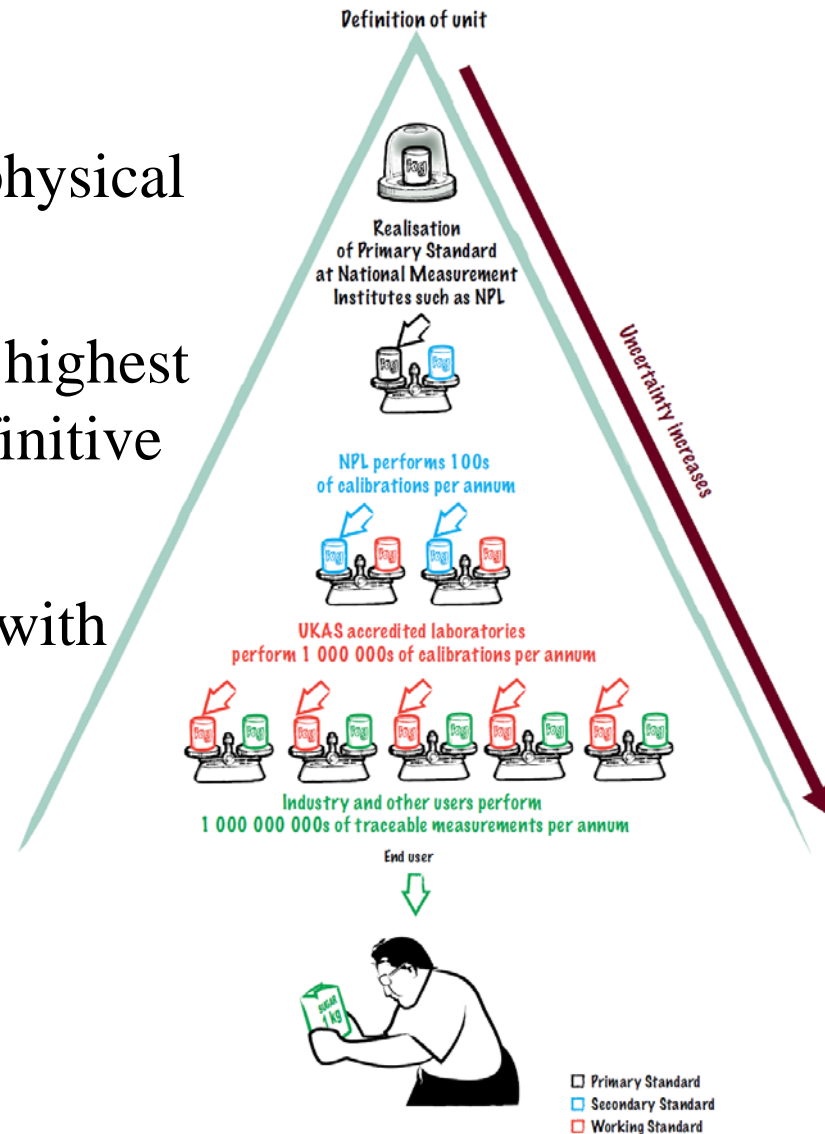 Definition of unit
physical
Realisation
of Primary Standard
at National Measurement
Institutes such as NPL
highest
initive
Uncertainty increases
NPL performs 100s
of calibrations per annum
with
UKAS accredited laboratories
perform 1 000 000s of calibrations per annum
Industry and other users perform
1 000 000 000s of traceable measurements per annum
End user
SUGAR
1 kg
Primary Standard
Secondary Standard
Working Standard